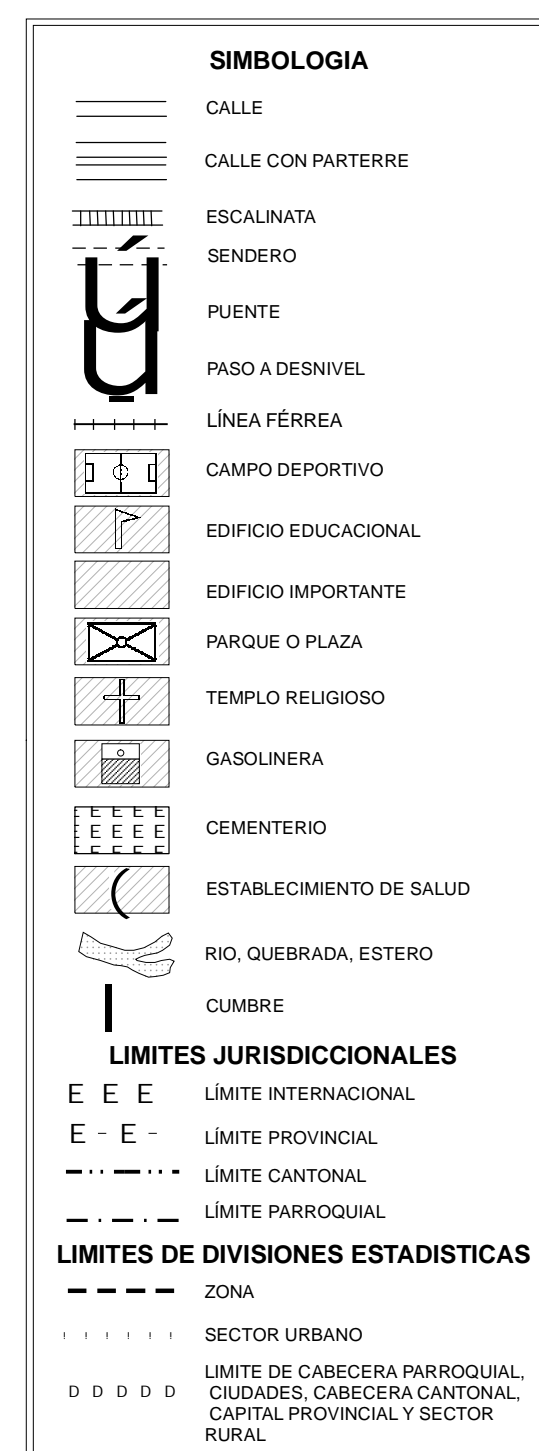 SIMBOLOGIA
CALLE
CALLE CON PARTERRE
ESCALINATA
SENDERO
ú
PUENTE
ú
PASO A DESNIVEL
LÍNEA FÉRREA
CAMPO DEPORTIVO
EDIFICIO EDUCACIONAL
EDIFICIO IMPORTANTE
PARQUE O PLAZA
TEMPLO RELIGIOSO
GASOLINERA
E E E E
E E E E E
E E E E
CEMENTERIO
( ESTABLECIMIENTO DE SALUD
RIO, QUEBRADA, ESTERO
CUMBRE
LIMITES JURISDICCIONALES
E E E LÍMITE INTERNACIONAL
E - E - LÍMITE PROVINCIAL
LÍMITE CANTONAL
LÍMITE PARROQUIAL
LIMITES DE DIVISIONES ESTADISTICAS
ZONA
SECTOR URBANO
D D D D D LIMITE DE CABECERA PARROQUIAL,
CIUDADES, CABECERA CANTONAL,
CAPITAL PROVINCIAL Y SECTOR
RURAL